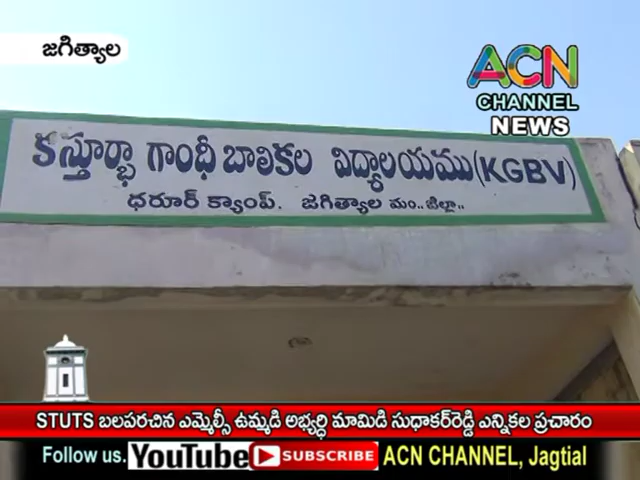 జగిత్యాల
ACN
CHANNEL
NEWS
కస్తూర్భా గాంధీ బాలికల విద్యాలయము(KGBV)
ధరూర్ క్యాంప్. జగిత్యాల మం.. జిల్లా..
STUTS బలపరచిన ఎమ్మెల్సీ ఉమ్మడి అభ్యర్ధి మామిడి సుధాకర్‌రెడ్డి ఎన్నికల ప్రచారం
Follow us. YouTube SUBSCRIBE ACN CHANNEL, Jagtial